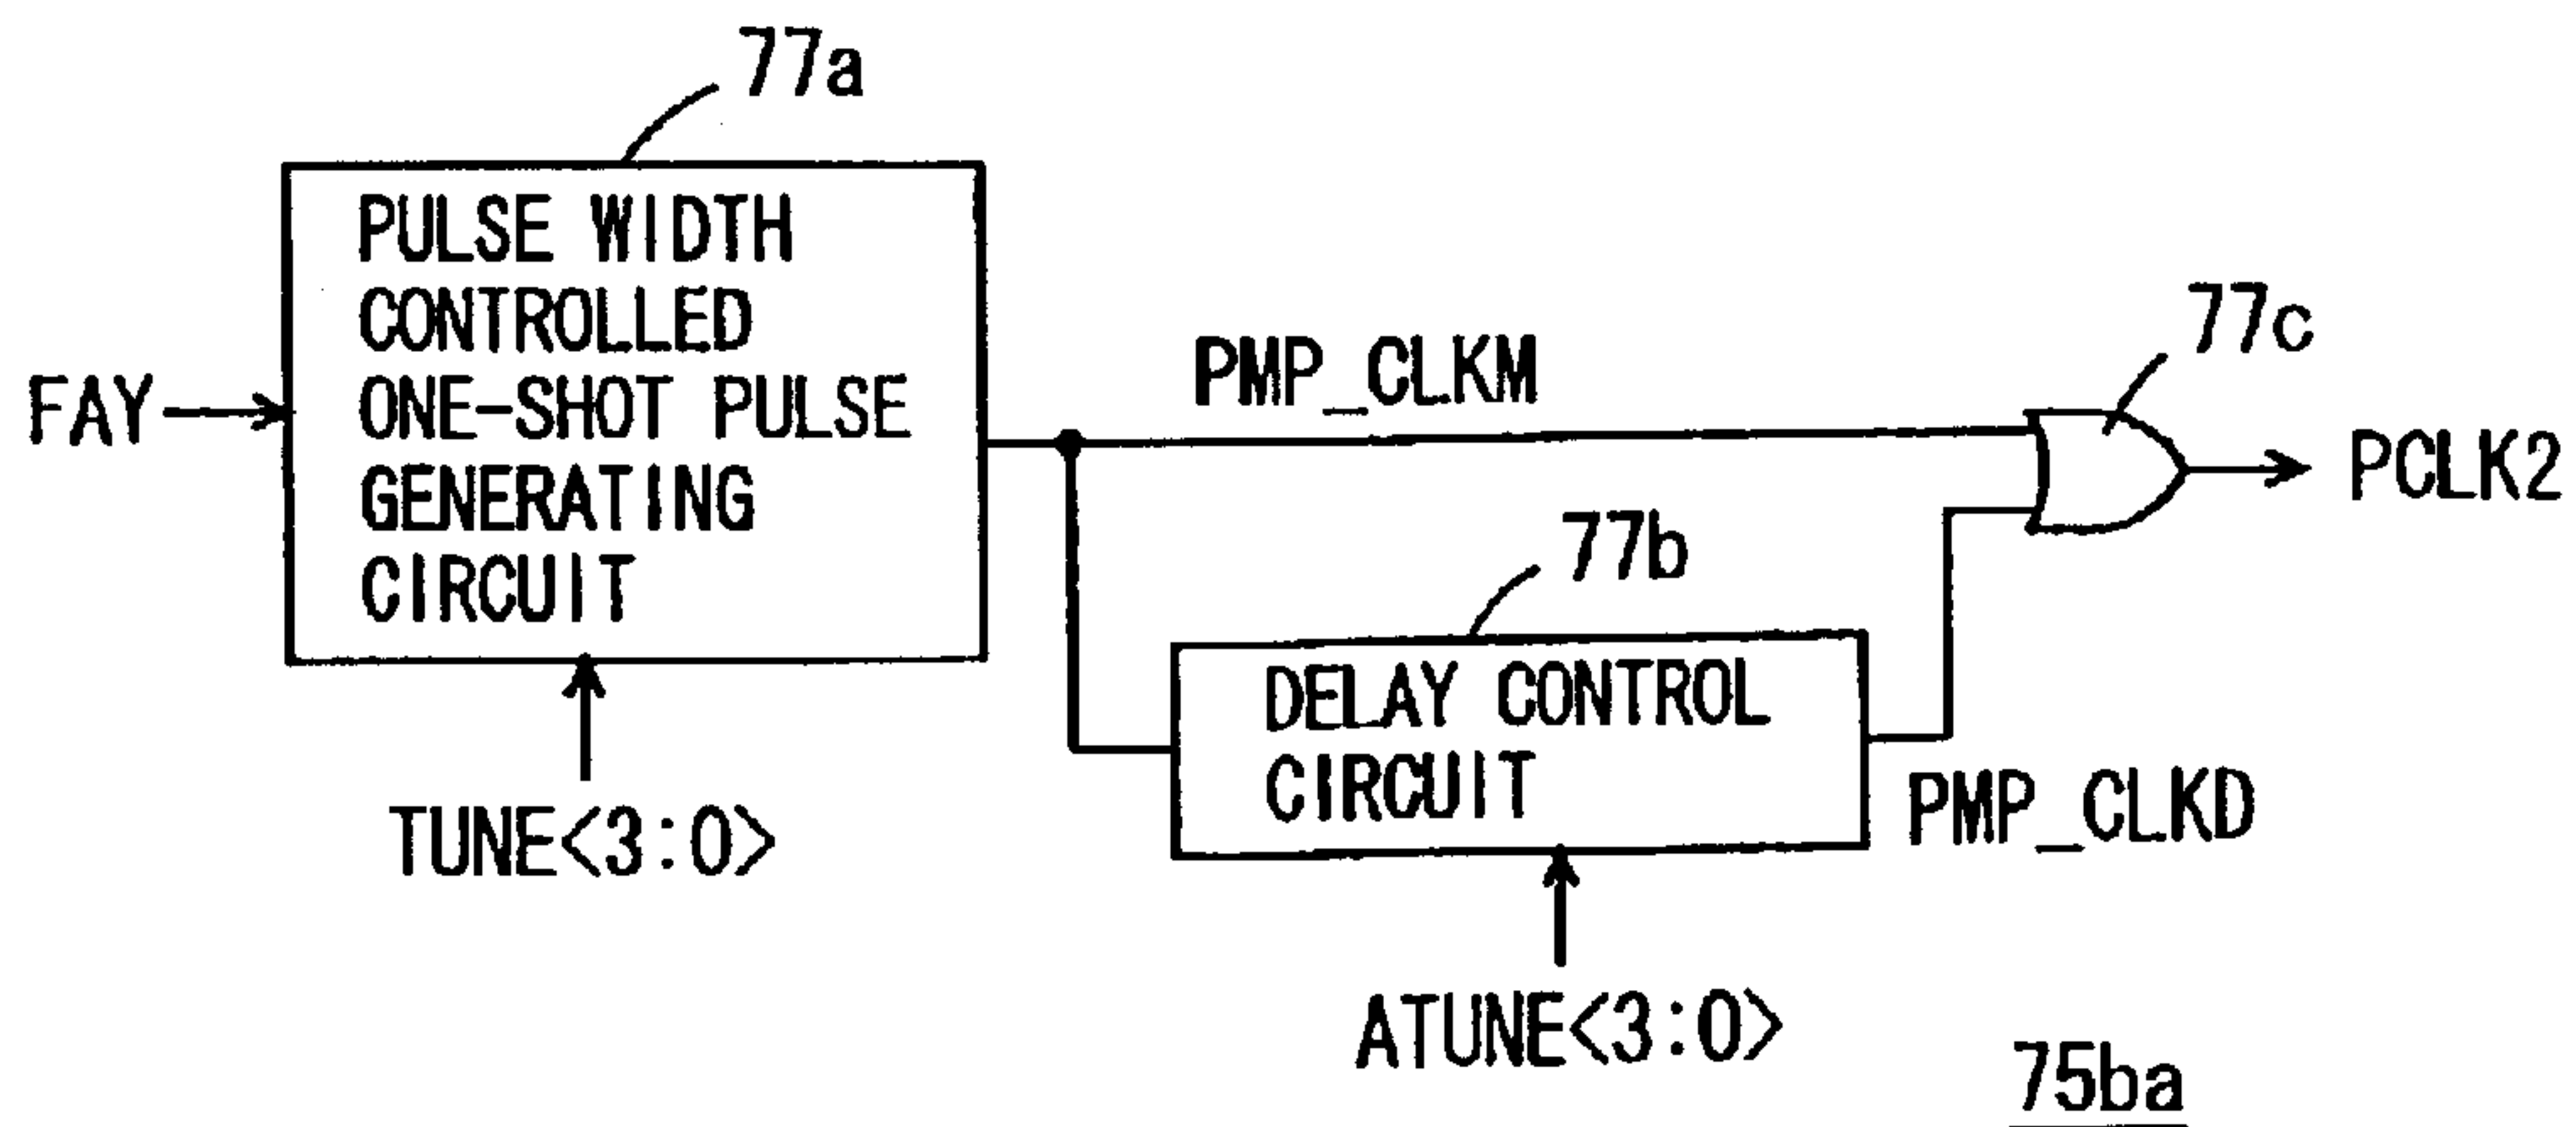 77a
PULSE WIDTH
CONTROLLED
ONE-SHOT PULSE
GENERATING
CIRCUIT
FAY
TUNE<3:0>
PMP_CLKM
77c
PCLK2
77b
DELAY CONTROL
CIRCUIT
PMP_CLKD
ATUNE<3:0>
75ba